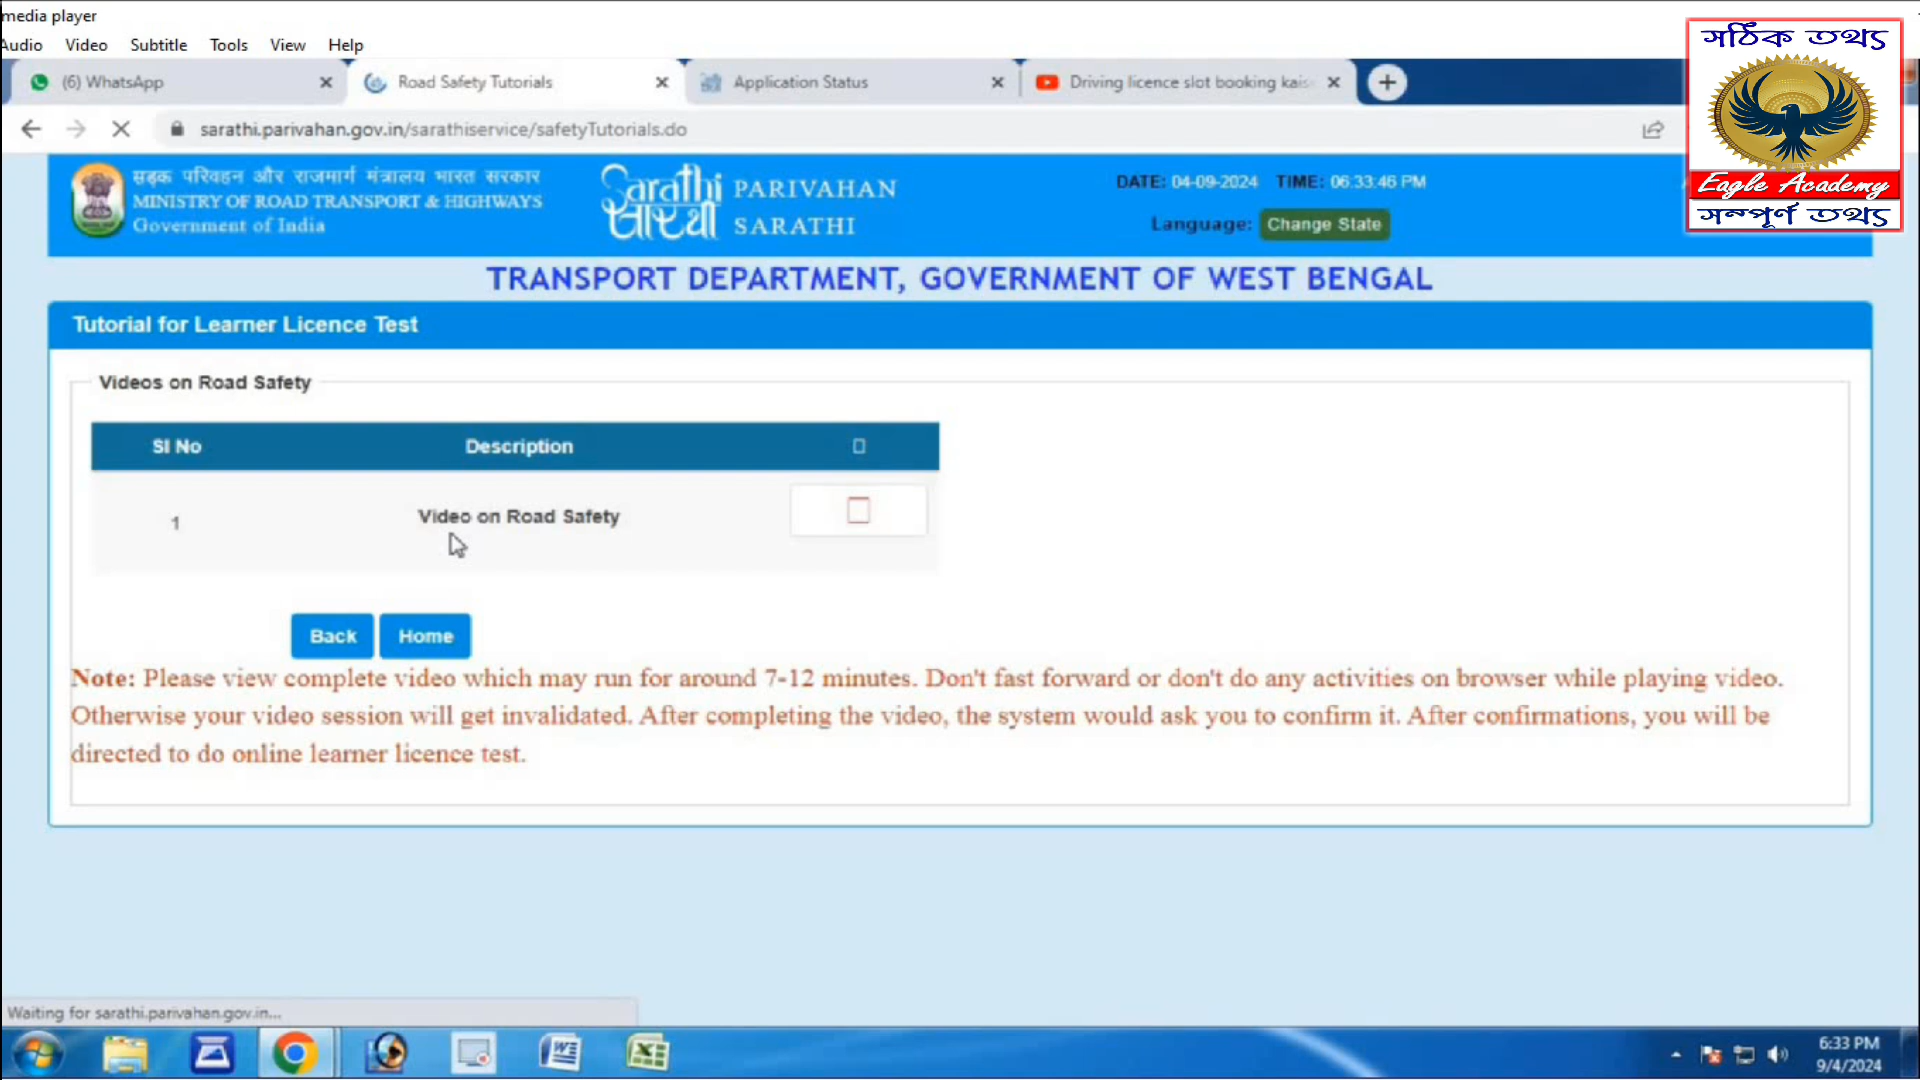 media player
Audio Video Subtitle Tools View Help
সঠিক তথ্য
Eagle Academy
সম্পূর্ণ তথ্য
(6) WhatsApp
Road Safety Tutorials
Application Status
Driving licence slot booking kais
sarathi.parivahan.gov.in/sarathiservice/safetyTutorials.do
सड़क परिवहन और राजमार्ग मंत्रालय भारत सरकार
MINISTRY OF ROAD TRANSPORT & HIGHWAYS
Government of India
Sarathi
सारथी
PARIVAHAN
SARATHI
DATE: 04-09-2024 TIME: 06:33:46 PM
Language: Change State
TRANSPORT DEPARTMENT, GOVERNMENT OF WEST BENGAL
Tutorial for Learner Licence Test
Videos on Road Safety
Sl No Description
1 Video on Road Safety
Back Home
Note: Please view complete video which may run for around 7-12 minutes. Don't fast forward or don't do any activities on browser while playing video.
Otherwise your video session will get invalidated. After completing the video, the system would ask you to confirm it. After confirmations, you will be
directed to do online learner licence test.
Waiting for sarathi.parivahan.gov.in...
6:33 PM
9/4/2024